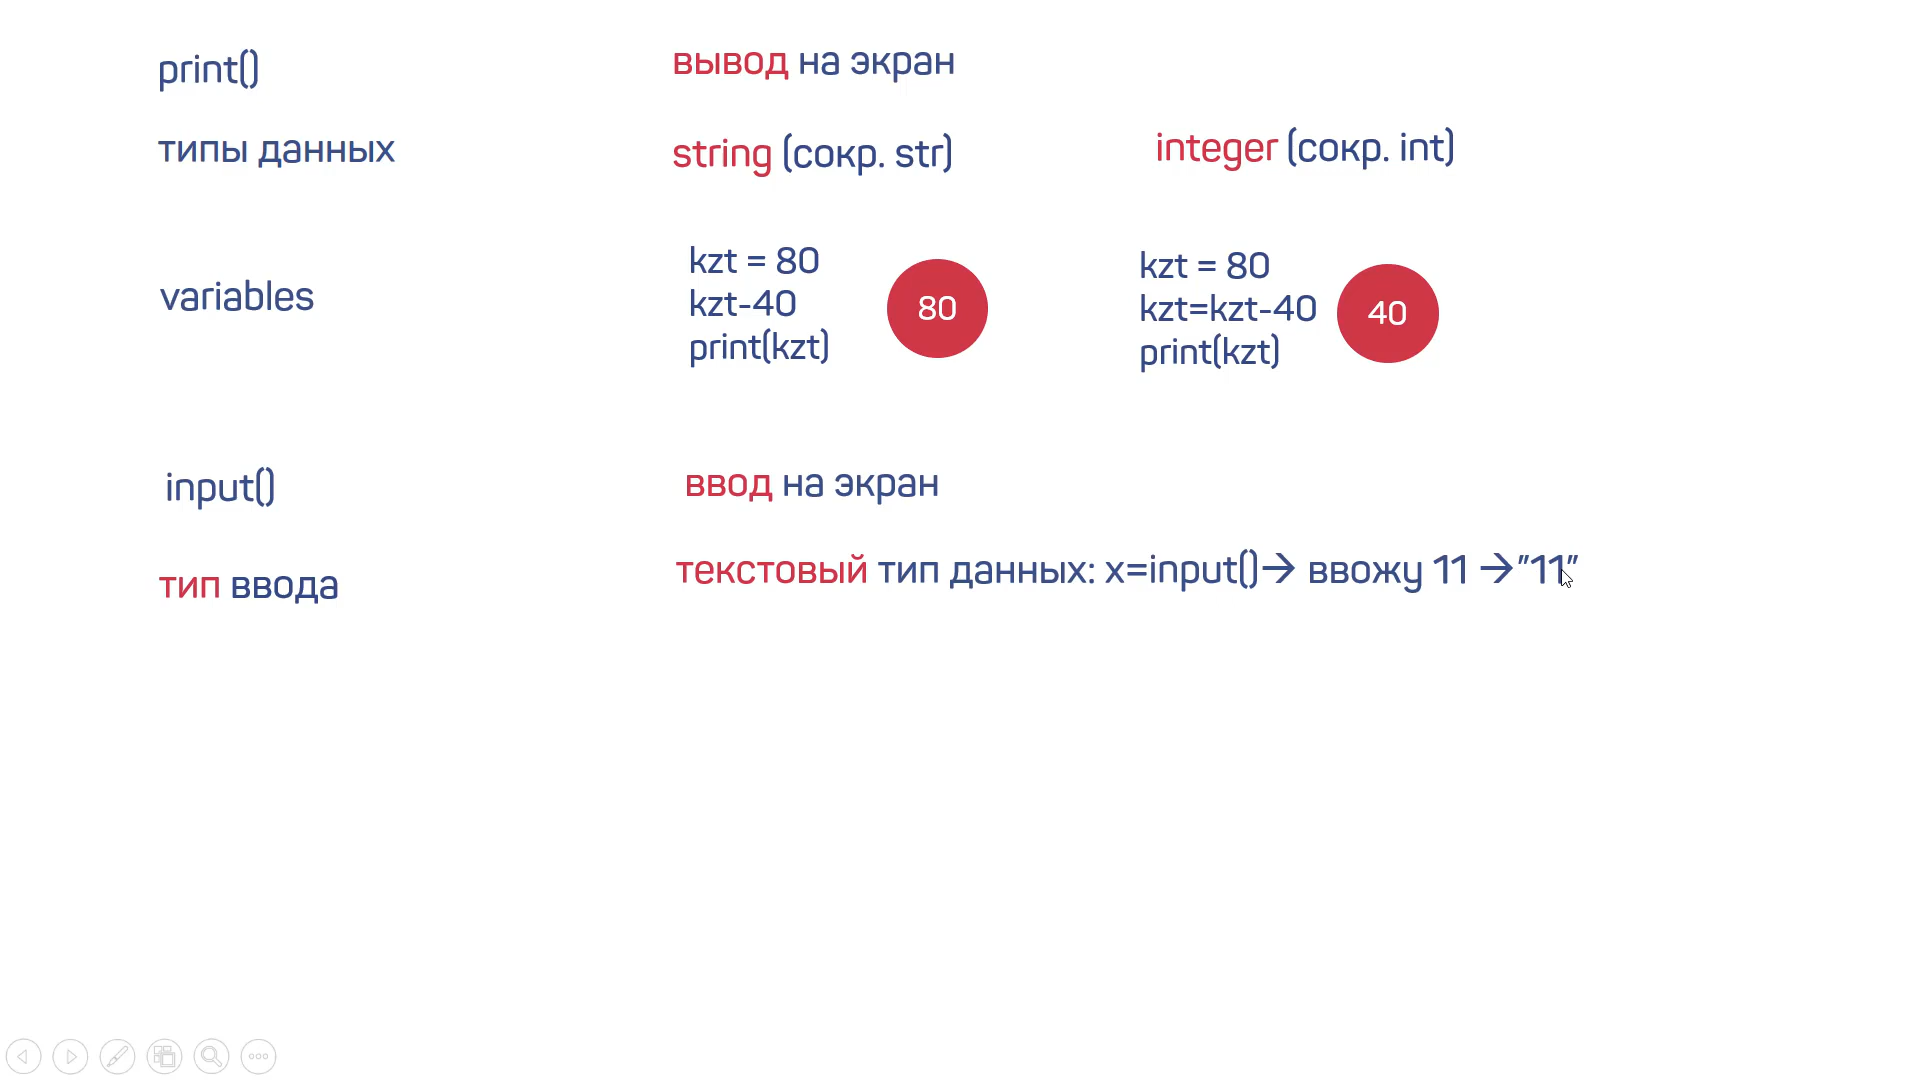 print()
вывод на экран
типы данных
string (сокр. str)
integer (сокр. int)
variables
kzt = 80
kzt-40
print(kzt)
80
kzt = 80
kzt=kzt-40
print(kzt)
40
input()
ввод на экран
тип ввода
текстовый тип данных: x=input()→ ввожу 11 →"11"